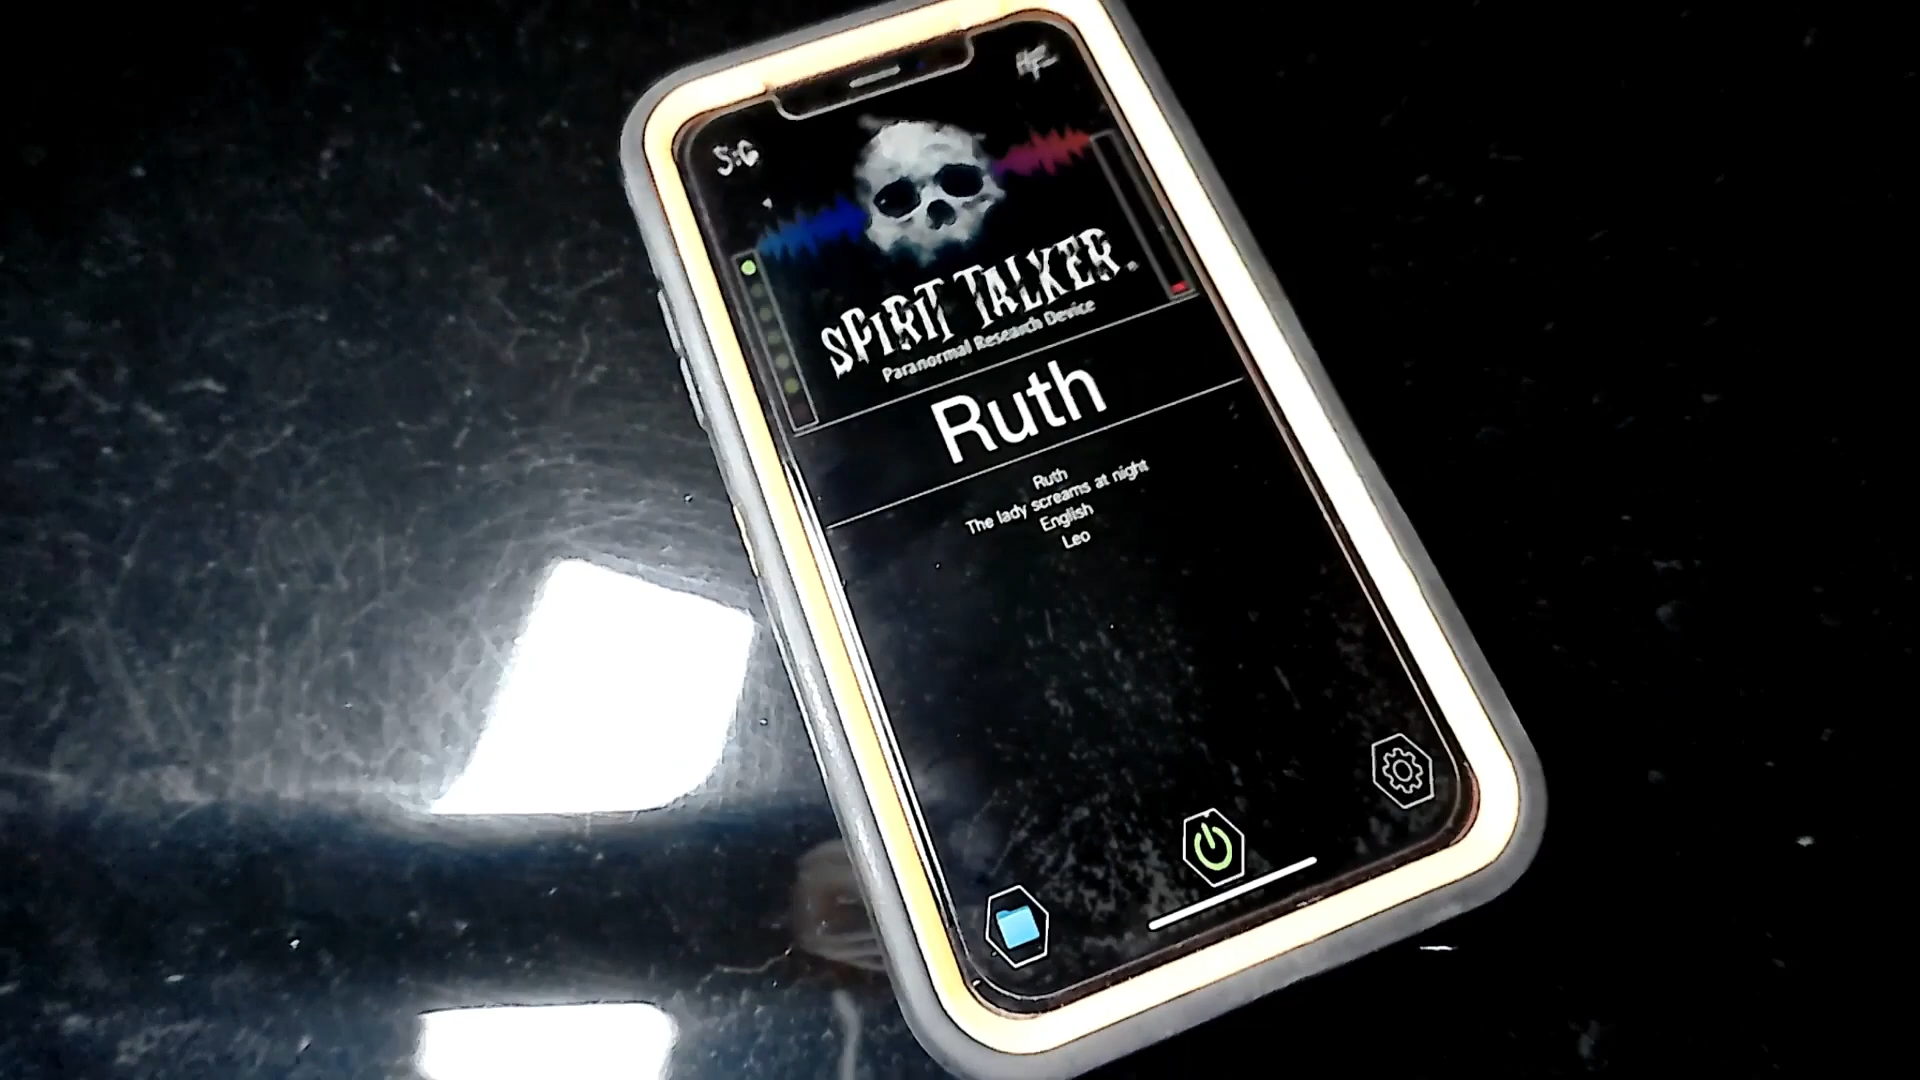 SPIRIT TALKER.
Paranormal Research Device
Ruth
Ruth
The lady screams at night
English
Leo